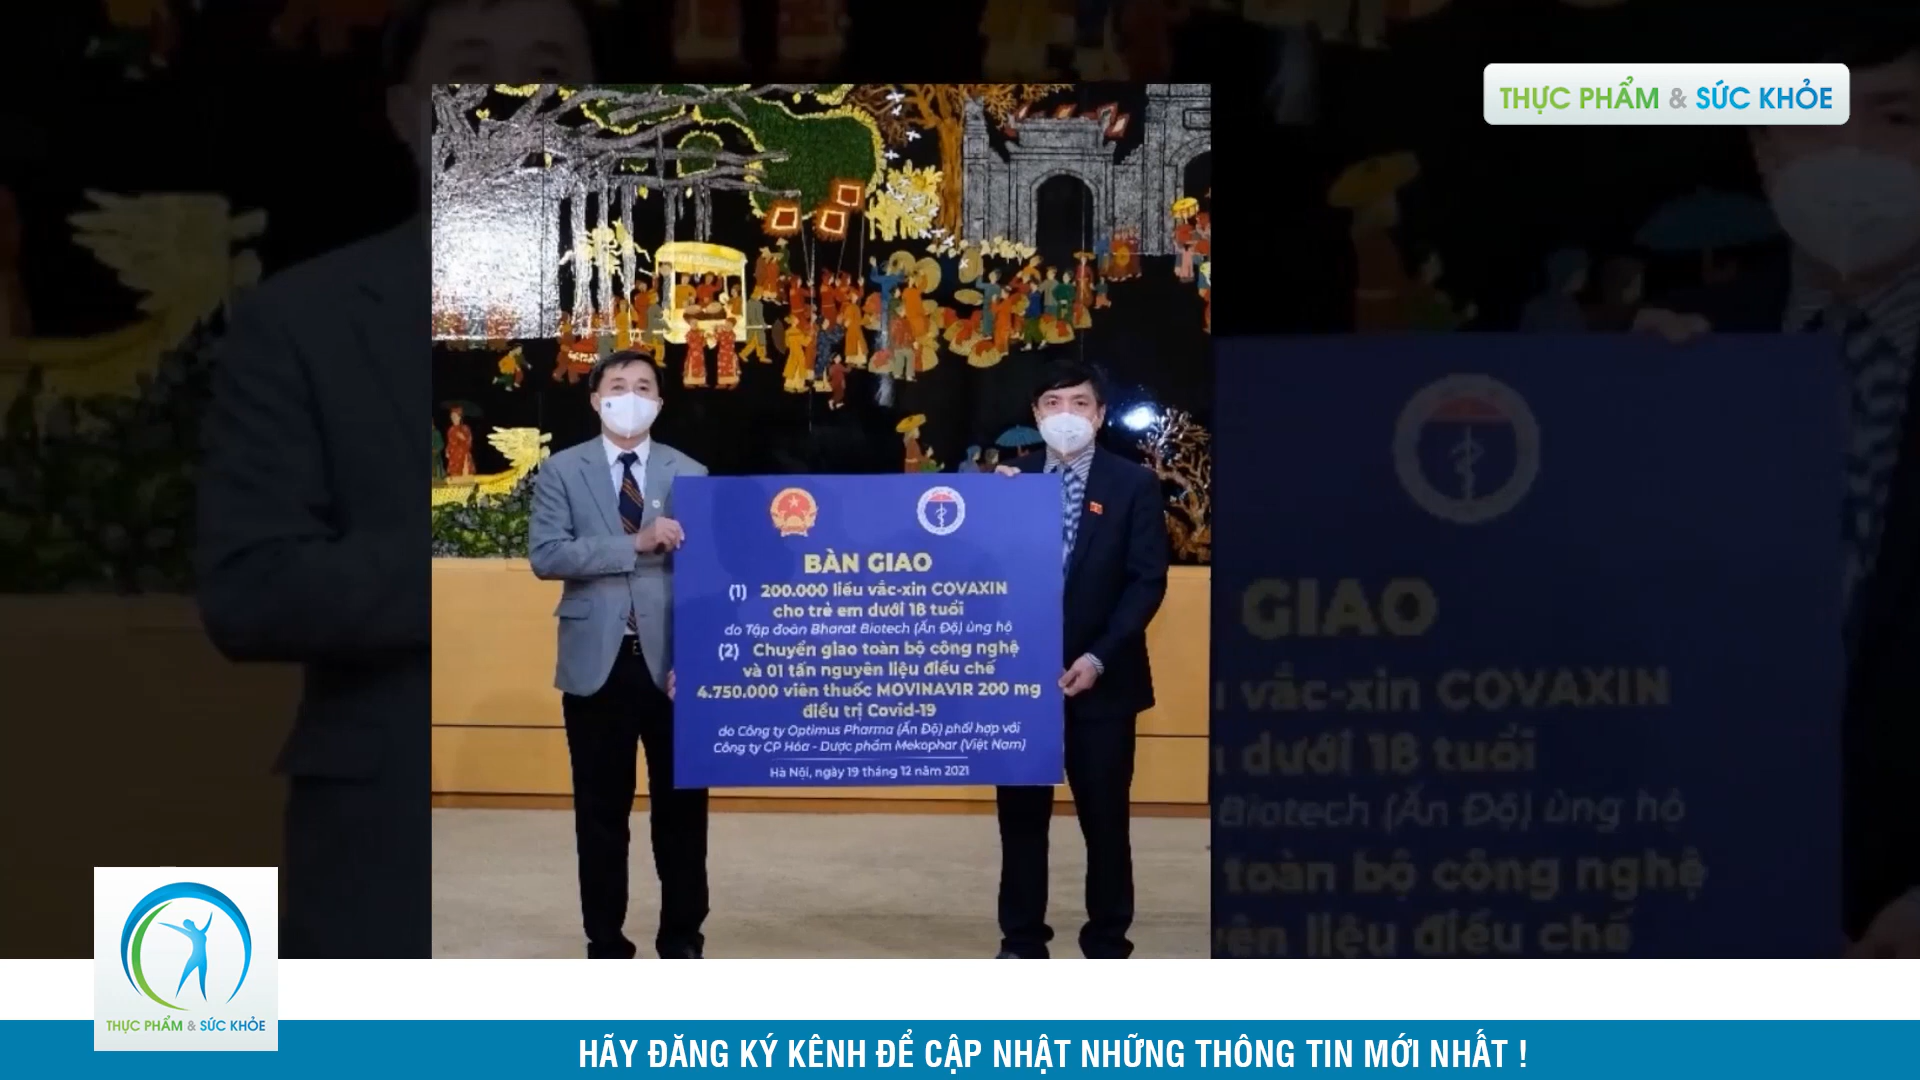 THỰC PHẨM & SỨC KHỎE
BÀN GIAO
(1) 200.000 liều vắc-xin COVAXIN
cho trẻ em dưới 18 tuổi
do Tập đoàn Bharat Biotech (Ấn Độ) ủng hộ
(2) Chuyển giao toàn bộ công nghệ
và 01 tấn nguyên liệu điều chế
4.750.000 viên thuốc MOVINAVIR 200 mg
điều trị Covid-19
do Công ty Optimus Pharma (Ấn Độ) phối hợp với
Công ty CP Hóa - Dược phẩm Mekophar (Việt Nam)
Hà Nội, ngày 19 tháng 12 năm 2021
GIAO
vắc-xin COVAXIN
dưới 18 tuổi
Biotech (Ấn Độ) ủng hộ
toàn bộ công nghệ
liệu điều chế
THỰC PHẨM & SỨC KHỎE
HÃY ĐĂNG KÝ KÊNH ĐỂ CẬP NHẬT NHỮNG THÔNG TIN MỚI NHẤT !